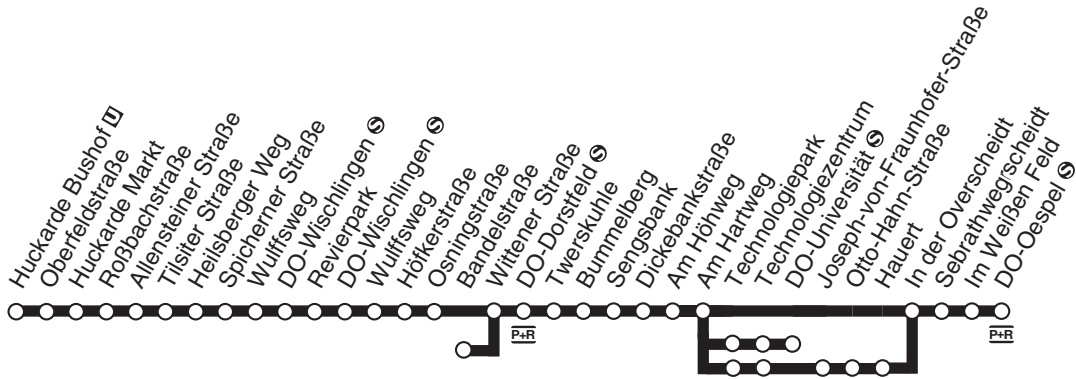 Huckarde Bushof U
Oberfeldstraße
Huckarde Markt
Roßbachstraße
Allensteiner Straße
Tilsiter Straße
Heilsberger Weg
Spicherner Straße
Wulffsweg
DO-Wischlingen S
Revierpark
DO-Wischlingen S
Wulffsweg
Höfkerstraße
Osningstraße
Bandelstraße
Wittener Straße
DO-Dorstfeld S
Twerskuhle
Bummelberg
Sengsbank
Dickebankstraße
Am Höhweg
Am Hartweg
Technologiepark
Technologiezentrum
DO-Universität S
Joseph-von-Fraunhofer-Straße
Otto-Hahn-Straße
Hauert
In der Overscheidt
Sebrathwegrscheidt
Im Weißen Feld
DO-Oespel S
P+R
P+R